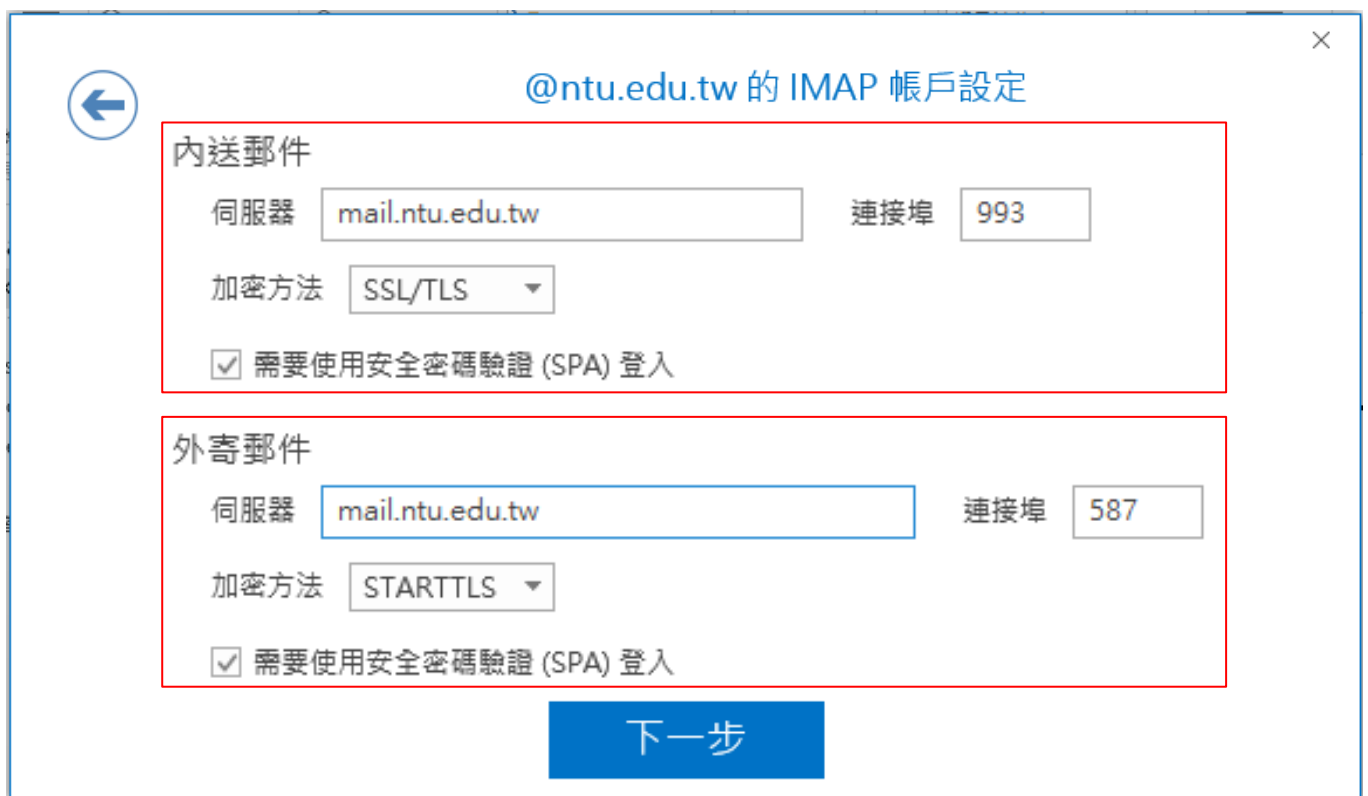 @ntu.edu.tw 的 IMAP 帳戶設定
內送郵件
伺服器 mail.ntu.edu.tw 連接埠 993
加密方法 SSL/TLS
需要使用安全密碼驗證 (SPA) 登入
外寄郵件
伺服器 mail.ntu.edu.tw 連接埠 587
加密方法 STARTTLS
需要使用安全密碼驗證 (SPA) 登入
下一步